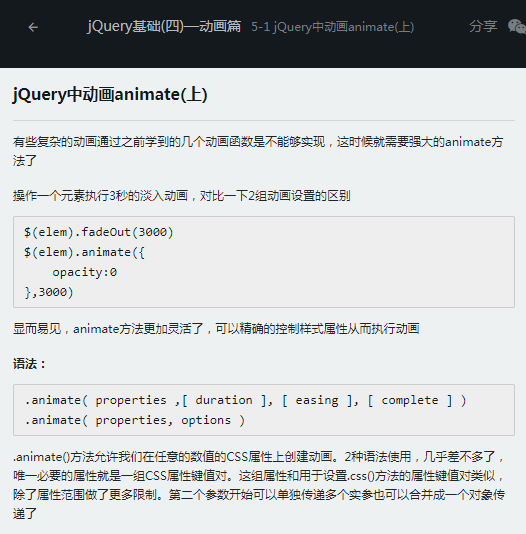 ← jQuery基础(四)—动画篇 5-1 jQuery中动画animate(上) 分享
jQuery中动画animate(上)
有些复杂的动画通过之前学到的几个动画函数是不能够实现，这时候就需要强大的animate方
法了
操作一个元素执行3秒的淡入动画，对比一下2组动画设置的区别
$(elem).fadeOut(3000)
$(elem).animate({
    opacity:0
},3000)
显而易见，animate方法更加灵活了，可以精确的控制样式属性从而执行动画
语法：
.animate( properties ,[ duration ], [ easing ], [ complete ] )
.animate( properties, options )
.animate()方法允许我们在任意的数值的CSS属性上创建动画。2种语法使用，几乎差不多了，
唯一必要的属性就是一组CSS属性键值对。这组属性和用于设置.css()方法的属性键值对类似，
除了属性范围做了更多限制。第二个参数开始可以单独传递多个实参也可以合并成一个对象传
递了